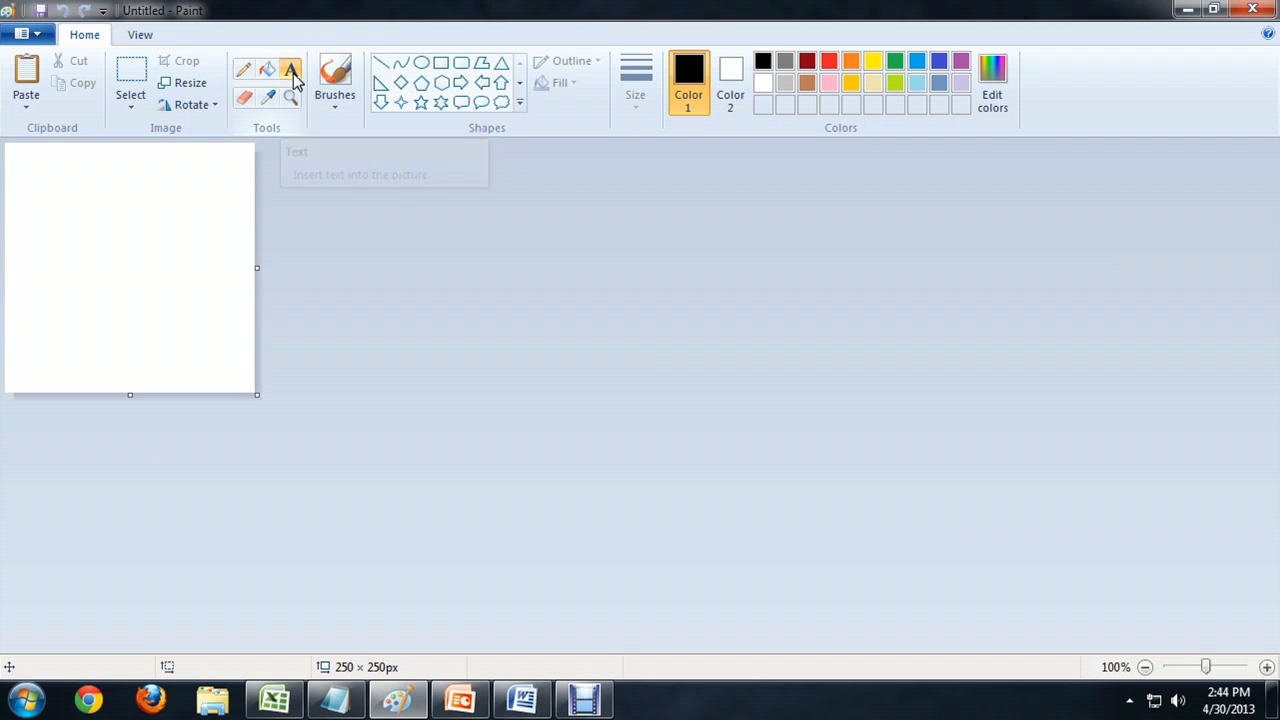 Untitled - Paint
Home View
Paste
Cut
Copy
Clipboard
Select
Crop
Resize
Rotate
Image
A
Tools
Brushes
Outline
Fill
Shapes
Size
Color 1
Color 2
Edit colors
Colors
Text
Insert text into the picture.
250 × 250px
100%
2:44 PM
4/30/2013